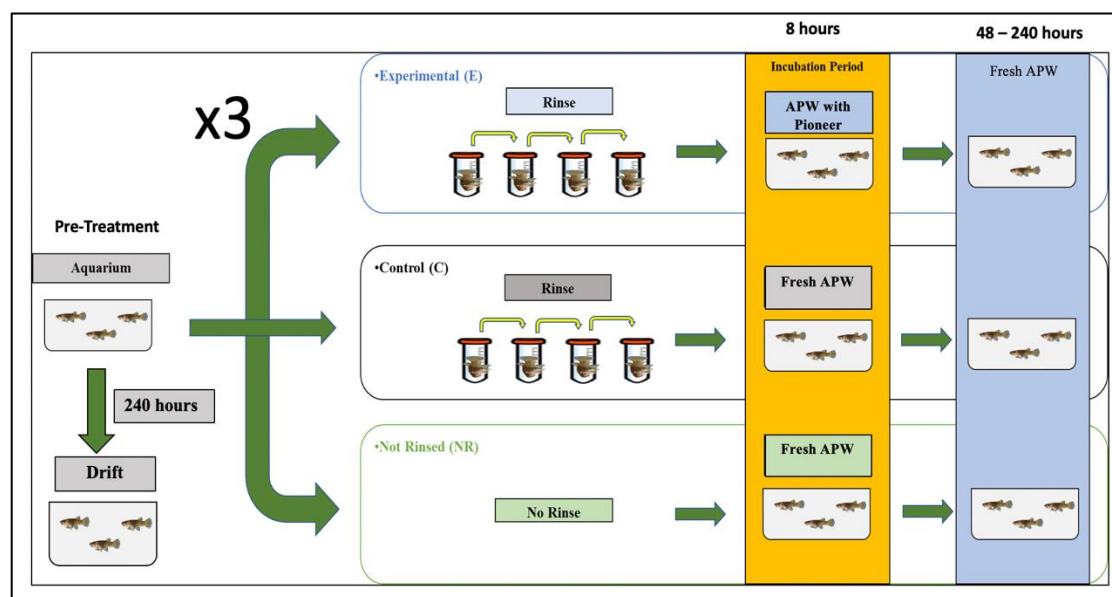 8 hours
48 – 240 hours
x3
•Experimental (E)
Rinse
Incubation Period
APW with
Pioneer
Fresh APW
Pre-Treatment
Aquarium
•Control (C)
Rinse
Fresh APW
240 hours
Drift
•Not Rinsed (NR)
No Rinse
Fresh APW